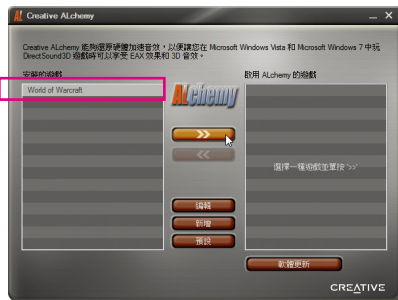 Creative ALchemy
Creative ALchemy 能夠還原硬體加速音效，以便讓您在 Microsoft Windows Vista 和 Microsoft Windows 7 中玩
DirectSound3D 遊戲時可以享受 EAX 效果和 3D 音效。
安裝的遊戲
啟用 ALchemy 的遊戲
World of Warcraft
ALchemy
>>
<<
選擇一種遊戲並單按 '>>'
編輯
新增
預設
軟體更新
CREATIVE